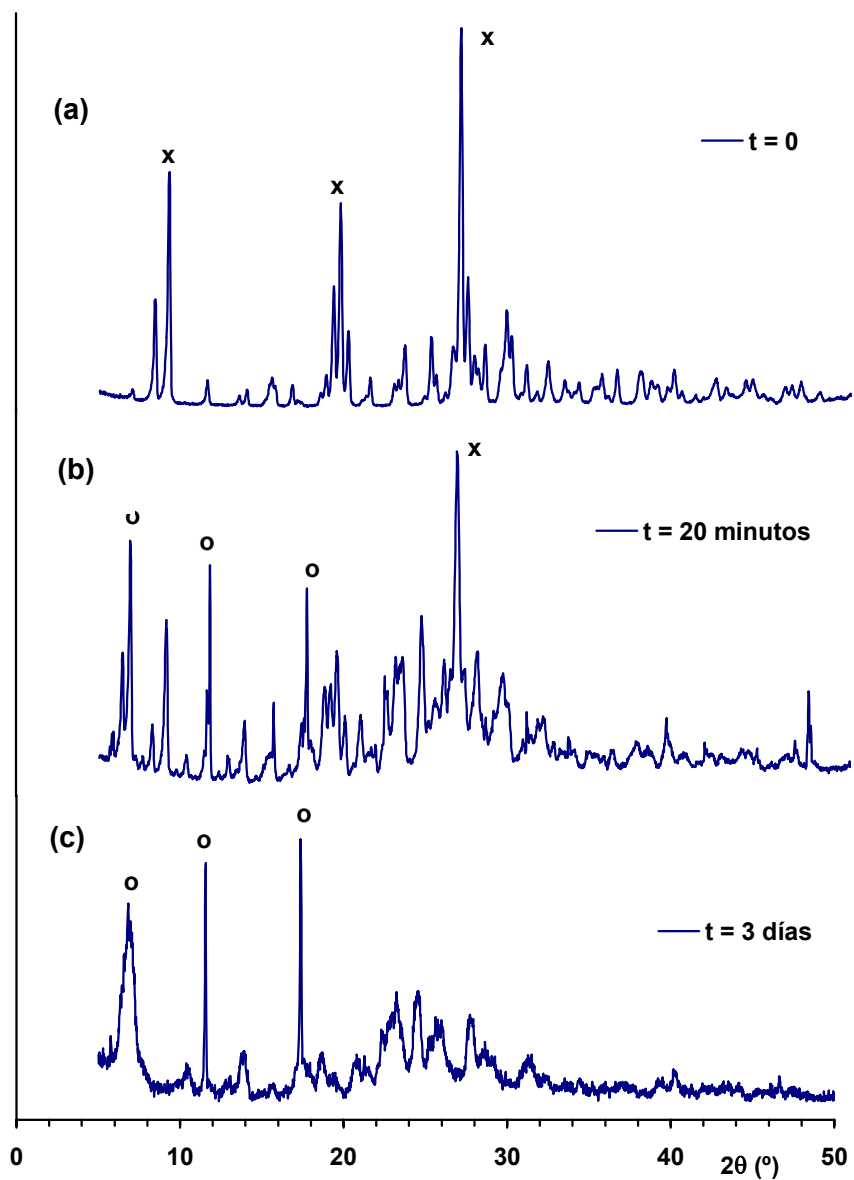 x
(a)
t = 0
x
x
x
(b)
t = 20 minutos
o
o
o
o
(c)
o
t = 3 días
o
0
10
20
30
40
50
2θ (º)